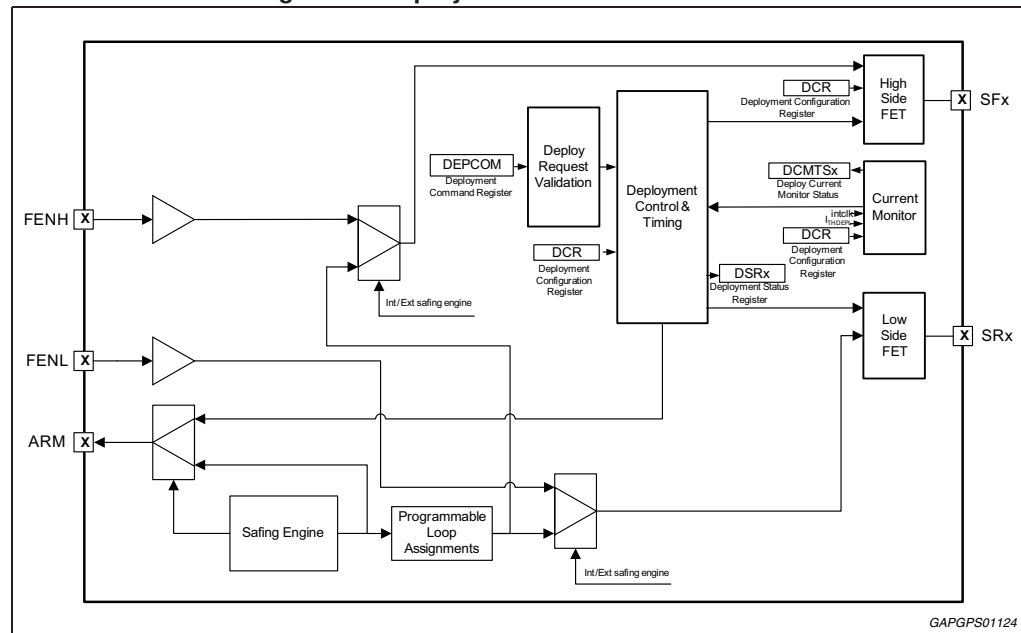 High
Side
FET
DCR
Deployment Configuration
Register
X
SFx
DEPCOM
Deployment
Command Register
Deploy
Request
Validation
Deployment
Control &
Timing
DCMTSx
Deploy Current
Monitor Status
intclk
ITHDEPL
Current
Monitor
DCR
Deployment
Configuration
Register
FENH
X
DCR
Deployment
Configuration
Register
DSRx
Deployment Status
Register
Int/Ext safing engine
Low
Side
FET
X
SRx
FENL
X
ARM
X
Safing Engine
Programmable
Loop
Assignments
Int/Ext safing engine
GAPGPS01124